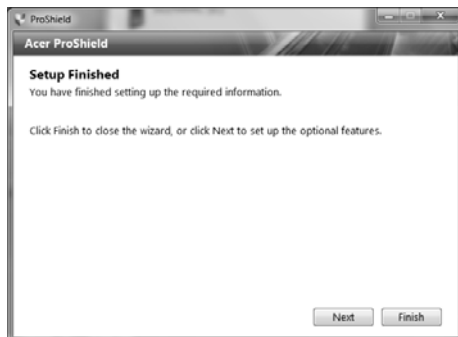 ProShield
Acer ProShield
Setup Finished
You have finished setting up the required information.
Click Finish to close the wizard, or click Next to set up the optional features.
Next Finish